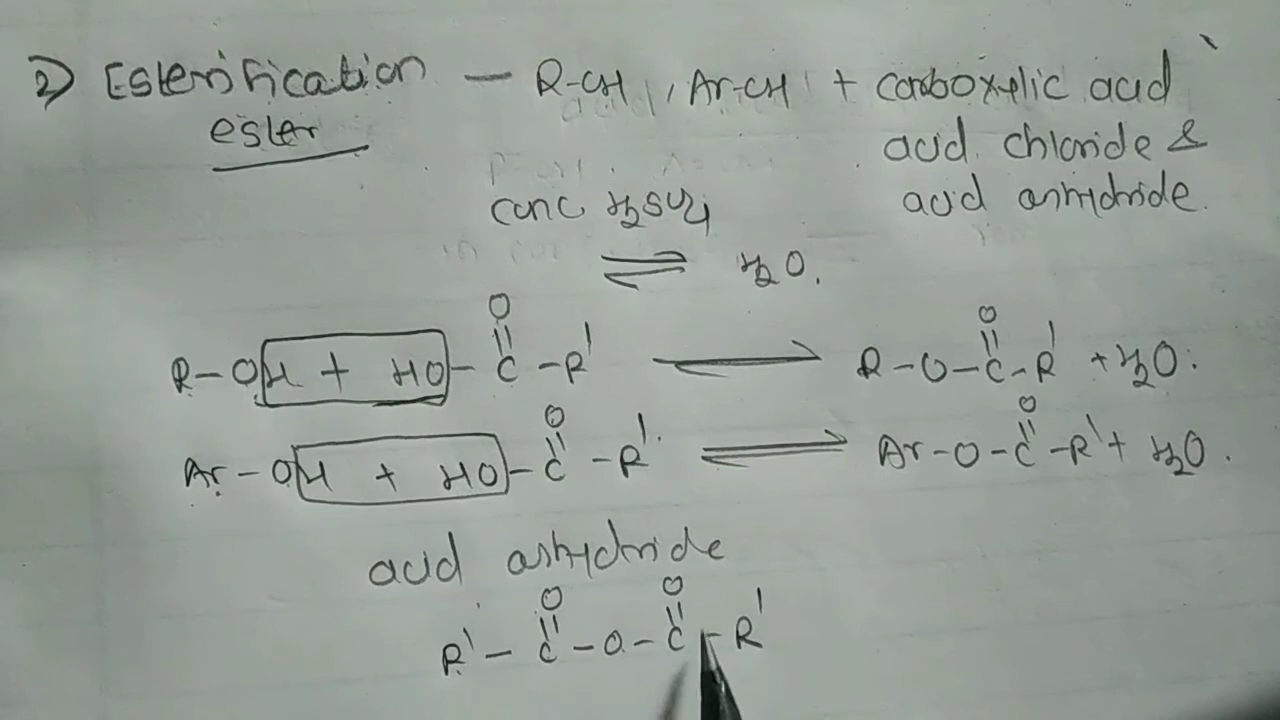 2) Esterification — R-OH, Ar-OH + carboxylic acid
ester acid chloride &
conc H₂SO₄ acid anhydride.
⇌ H₂O.
O O
R-OH + HO-C-R' ⇌ R-O-C-R' + H₂O.
O O
Ar-OH + HO-C-R' ⇌ Ar-O-C-R' + H₂O.
acid anhydride
O O
R'-C-O-C-R'